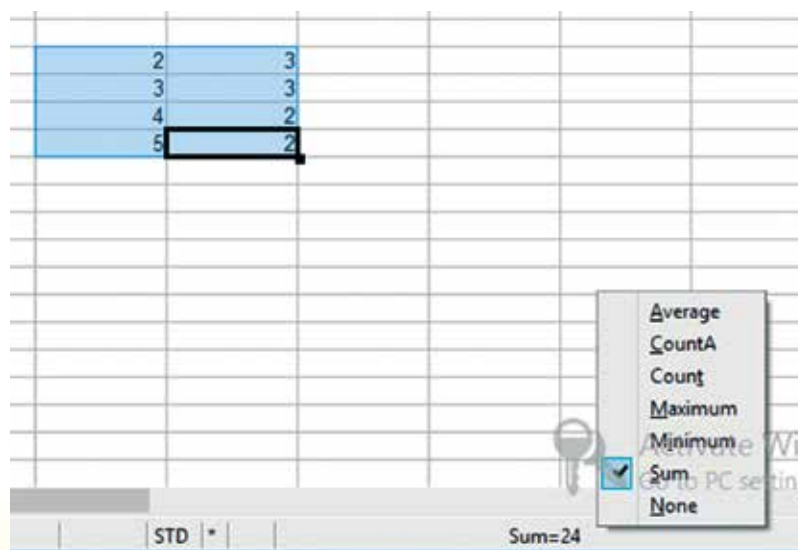 2 3
3 3
4 2
5 2
Average
CountA
Count
Maximum
Minimum
Sum
None
Activate Wi
Go to PC settin
STD * Sum=24